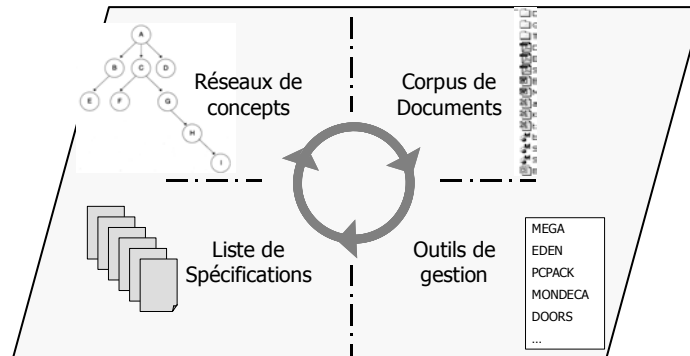 A
B
C
D
E
F
G
H
I
Réseaux de
concepts
Corpus de
Documents
Liste de
Spécifications
Outils de
gestion
MEGA
EDEN
PCPACK
MONDECA
DOORS
...